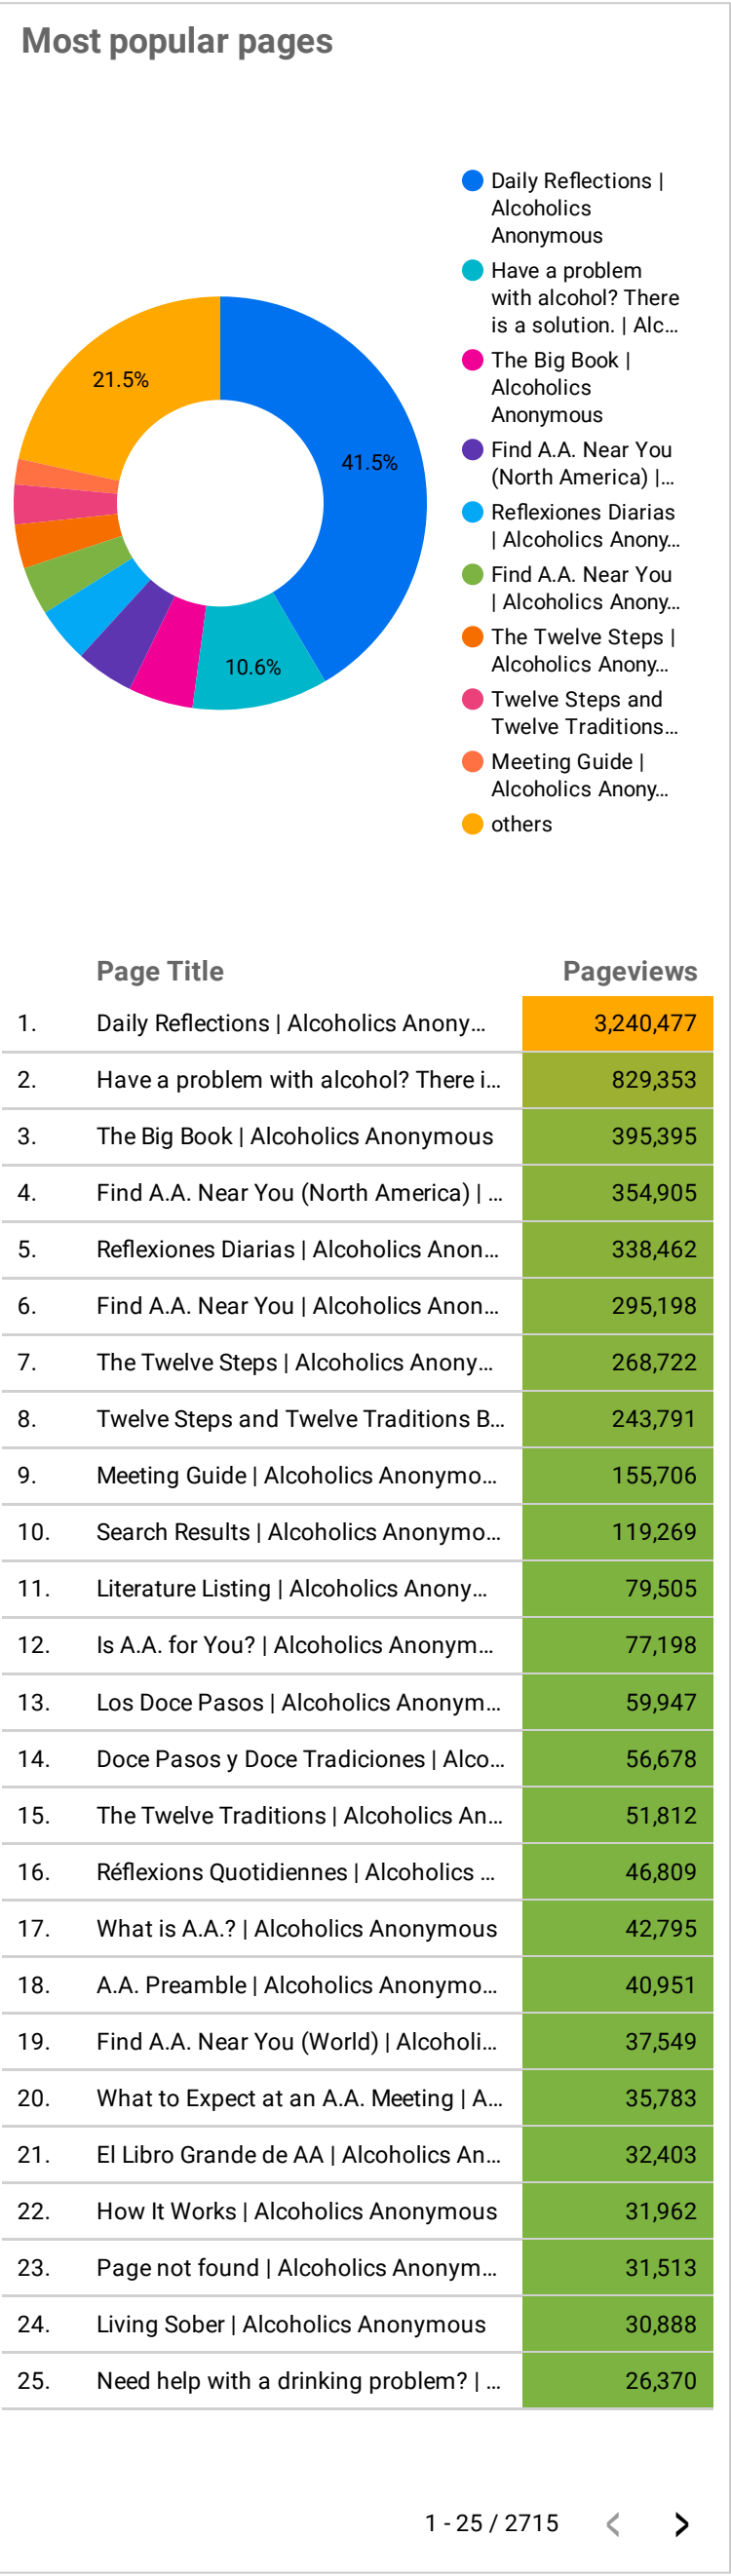 Most popular pages
Daily Reflections |
Alcoholics
Anonymous
Have a problem
with alcohol? There
is a solution. | Alc...
The Big Book |
Alcoholics
Anonymous
Find A.A. Near You
(North America) |...
Reflexiones Diarias
| Alcoholics Anony...
Find A.A. Near You
| Alcoholics Anony...
The Twelve Steps |
Alcoholics Anony...
Twelve Steps and
Twelve Traditions...
Meeting Guide |
Alcoholics Anony...
others
21.5%
41.5%
10.6%
Page Title Pageviews
1. Daily Reflections | Alcoholics Anony... 3,240,477
2. Have a problem with alcohol? There i... 829,353
3. The Big Book | Alcoholics Anonymous 395,395
4. Find A.A. Near You (North America) | ... 354,905
5. Reflexiones Diarias | Alcoholics Anon... 338,462
6. Find A.A. Near You | Alcoholics Anon... 295,198
7. The Twelve Steps | Alcoholics Anony... 268,722
8. Twelve Steps and Twelve Traditions B... 243,791
9. Meeting Guide | Alcoholics Anonymo... 155,706
10. Search Results | Alcoholics Anonymo... 119,269
11. Literature Listing | Alcoholics Anony... 79,505
12. Is A.A. for You? | Alcoholics Anonym... 77,198
13. Los Doce Pasos | Alcoholics Anonym... 59,947
14. Doce Pasos y Doce Tradiciones | Alco... 56,678
15. The Twelve Traditions | Alcoholics An... 51,812
16. Réflexions Quotidiennes | Alcoholics ... 46,809
17. What is A.A.? | Alcoholics Anonymous 42,795
18. A.A. Preamble | Alcoholics Anonymo... 40,951
19. Find A.A. Near You (World) | Alcoholi... 37,549
20. What to Expect at an A.A. Meeting | A... 35,783
21. El Libro Grande de AA | Alcoholics An... 32,403
22. How It Works | Alcoholics Anonymous 31,962
23. Page not found | Alcoholics Anonym... 31,513
24. Living Sober | Alcoholics Anonymous 30,888
25. Need help with a drinking problem? | ... 26,370
1 - 25 / 2715 < >